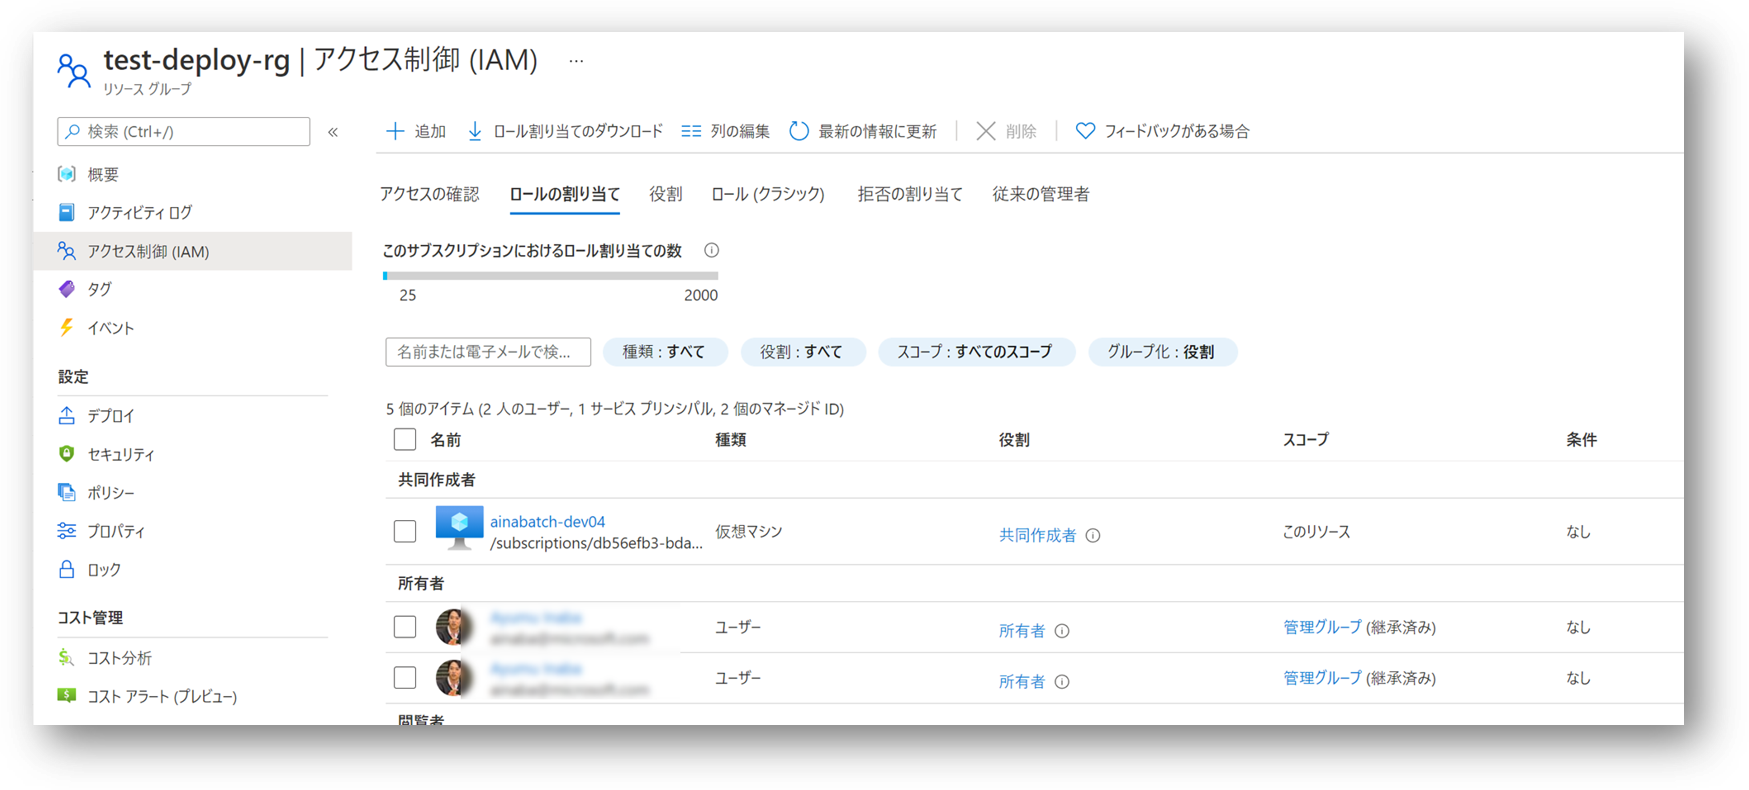 test-deploy-rg | アクセス制御 (IAM) ...
リソース グループ
検索 (Ctrl+/)
«
追加
ロール割り当てのダウンロード
列の編集
最新の情報に更新
削除
フィードバックがある場合
概要
アクティビティ ログ
アクセス制御 (IAM)
タグ
イベント
設定
デプロイ
セキュリティ
ポリシー
プロパティ
ロック
コスト管理
コスト分析
コスト アラート (プレビュー)
アクセスの確認
ロールの割り当て
役割
ロール (クラシック)
拒否の割り当て
従来の管理者
このサブスクリプションにおけるロール割り当ての数
25 2000
名前または電子メールで検...
種類 : すべて
役割 : すべて
スコープ : すべてのスコープ
グループ化 : 役割
5 個のアイテム (2 人のユーザー, 1 サービス プリンシパル, 2 個のマネージド ID)
名前 種類 役割 スコープ 条件
共同作成者
ainabatch-dev04
/subscriptions/db56efb3-bda...
仮想マシン 共同作成者 このリソース なし
所有者
ユーザー 所有者 管理グループ (継承済み) なし
ユーザー 所有者 管理グループ (継承済み) なし
閲覧者